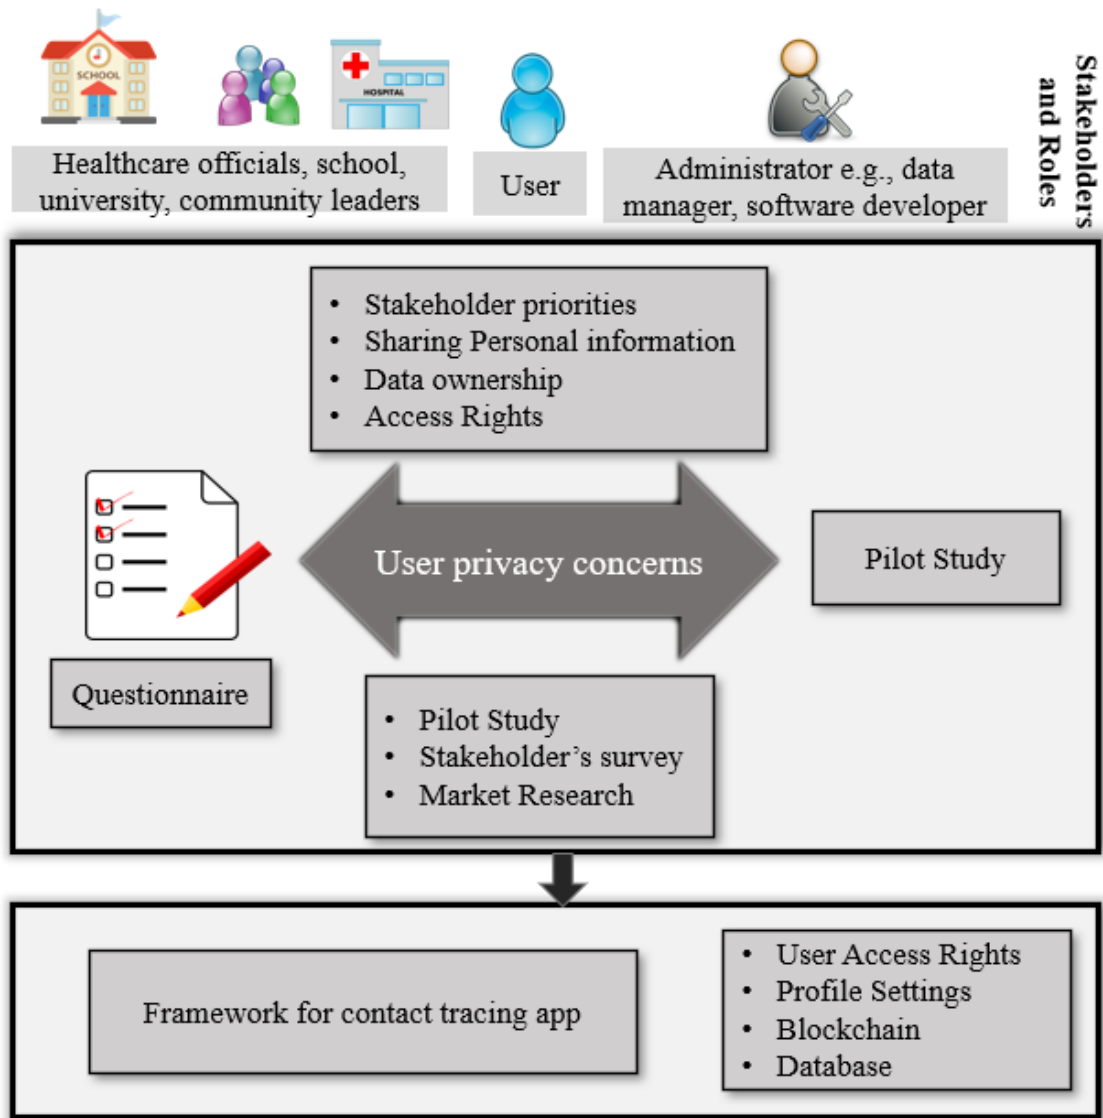 SCHOOL
HOSPITAL
Stakeholders
and Roles
Healthcare officials, school,
university, community leaders
User
Administrator e.g., data
manager, software developer
• Stakeholder priorities
• Sharing Personal information
• Data ownership
• Access Rights
User privacy concerns
Pilot Study
Questionnaire
• Pilot Study
• Stakeholder’s survey
• Market Research
Framework for contact tracing app
• User Access Rights
• Profile Settings
• Blockchain
• Database